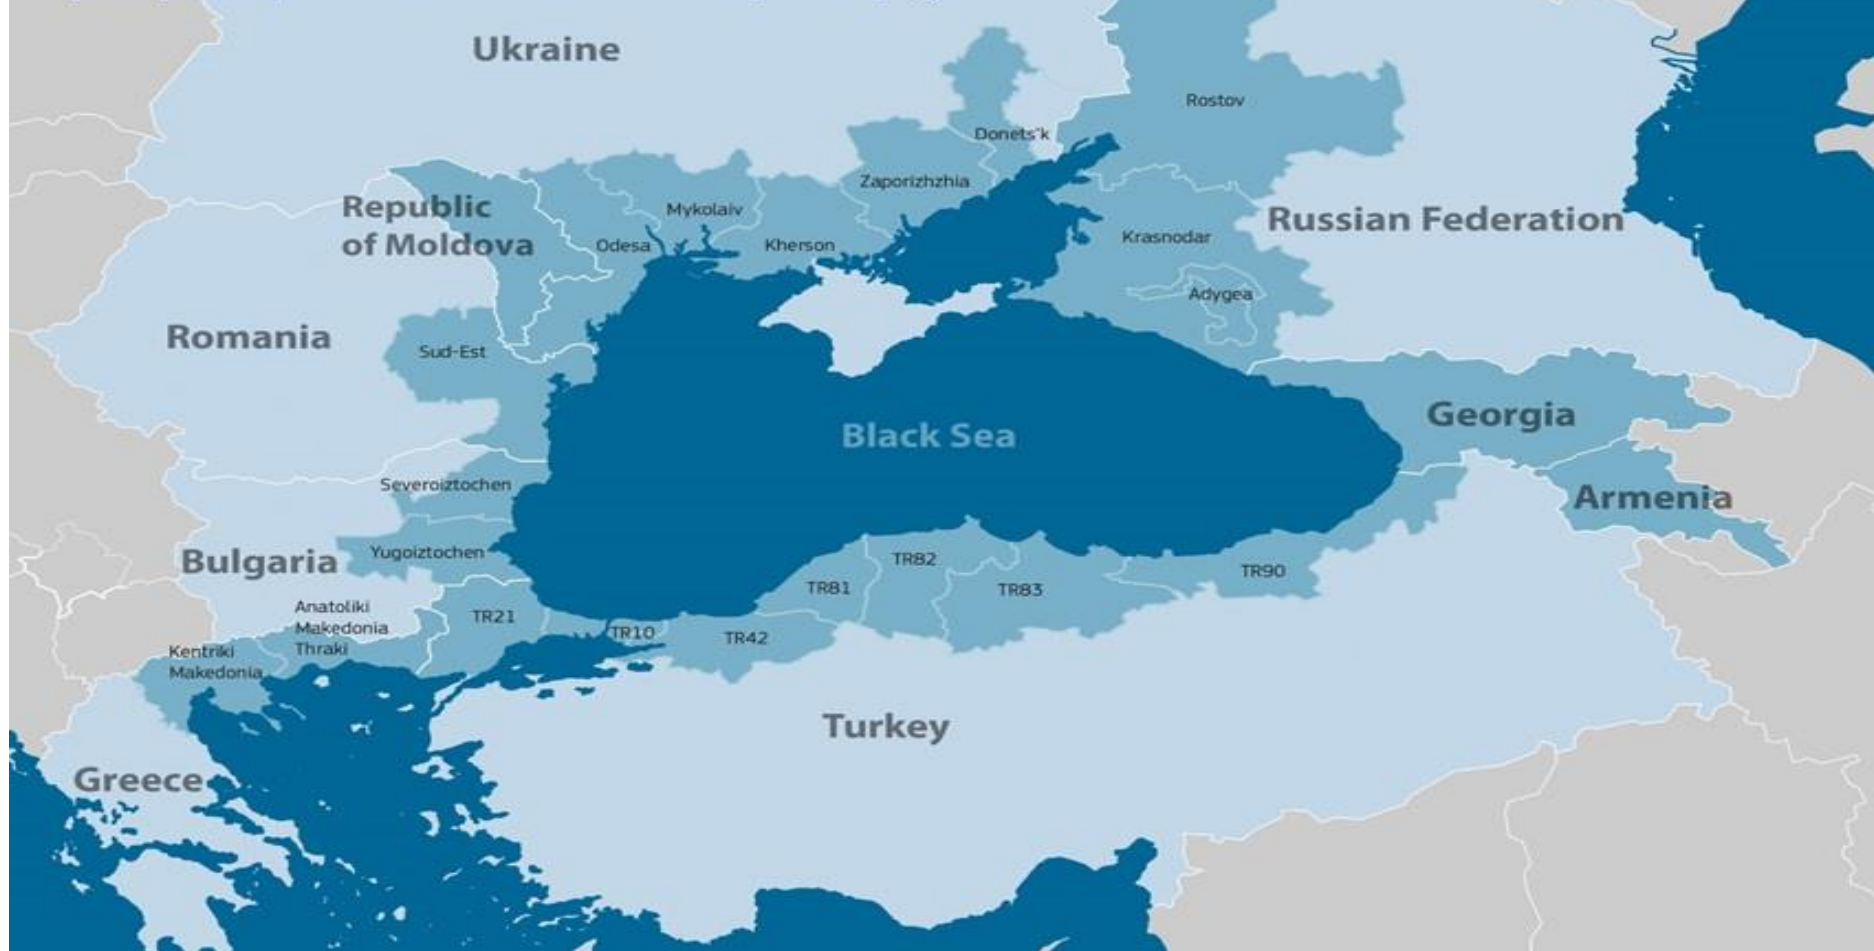 Ukraine
Rostov
Donets'k
Zaporizhzhia
Republic
of Moldova
Mykolaiv
Odesa
Kherson
Krasnodar
Russian Federation
Adygea
Romania
Sud-Est
Black Sea
Georgia
Severoiztochen
Armenia
Bulgaria
Yugoiztochen
TR82
TR81
TR83
TR90
Anatoliki
Makedonia
Thraki
TR21
TR10
TR42
Kentriki
Makedonia
Turkey
Greece